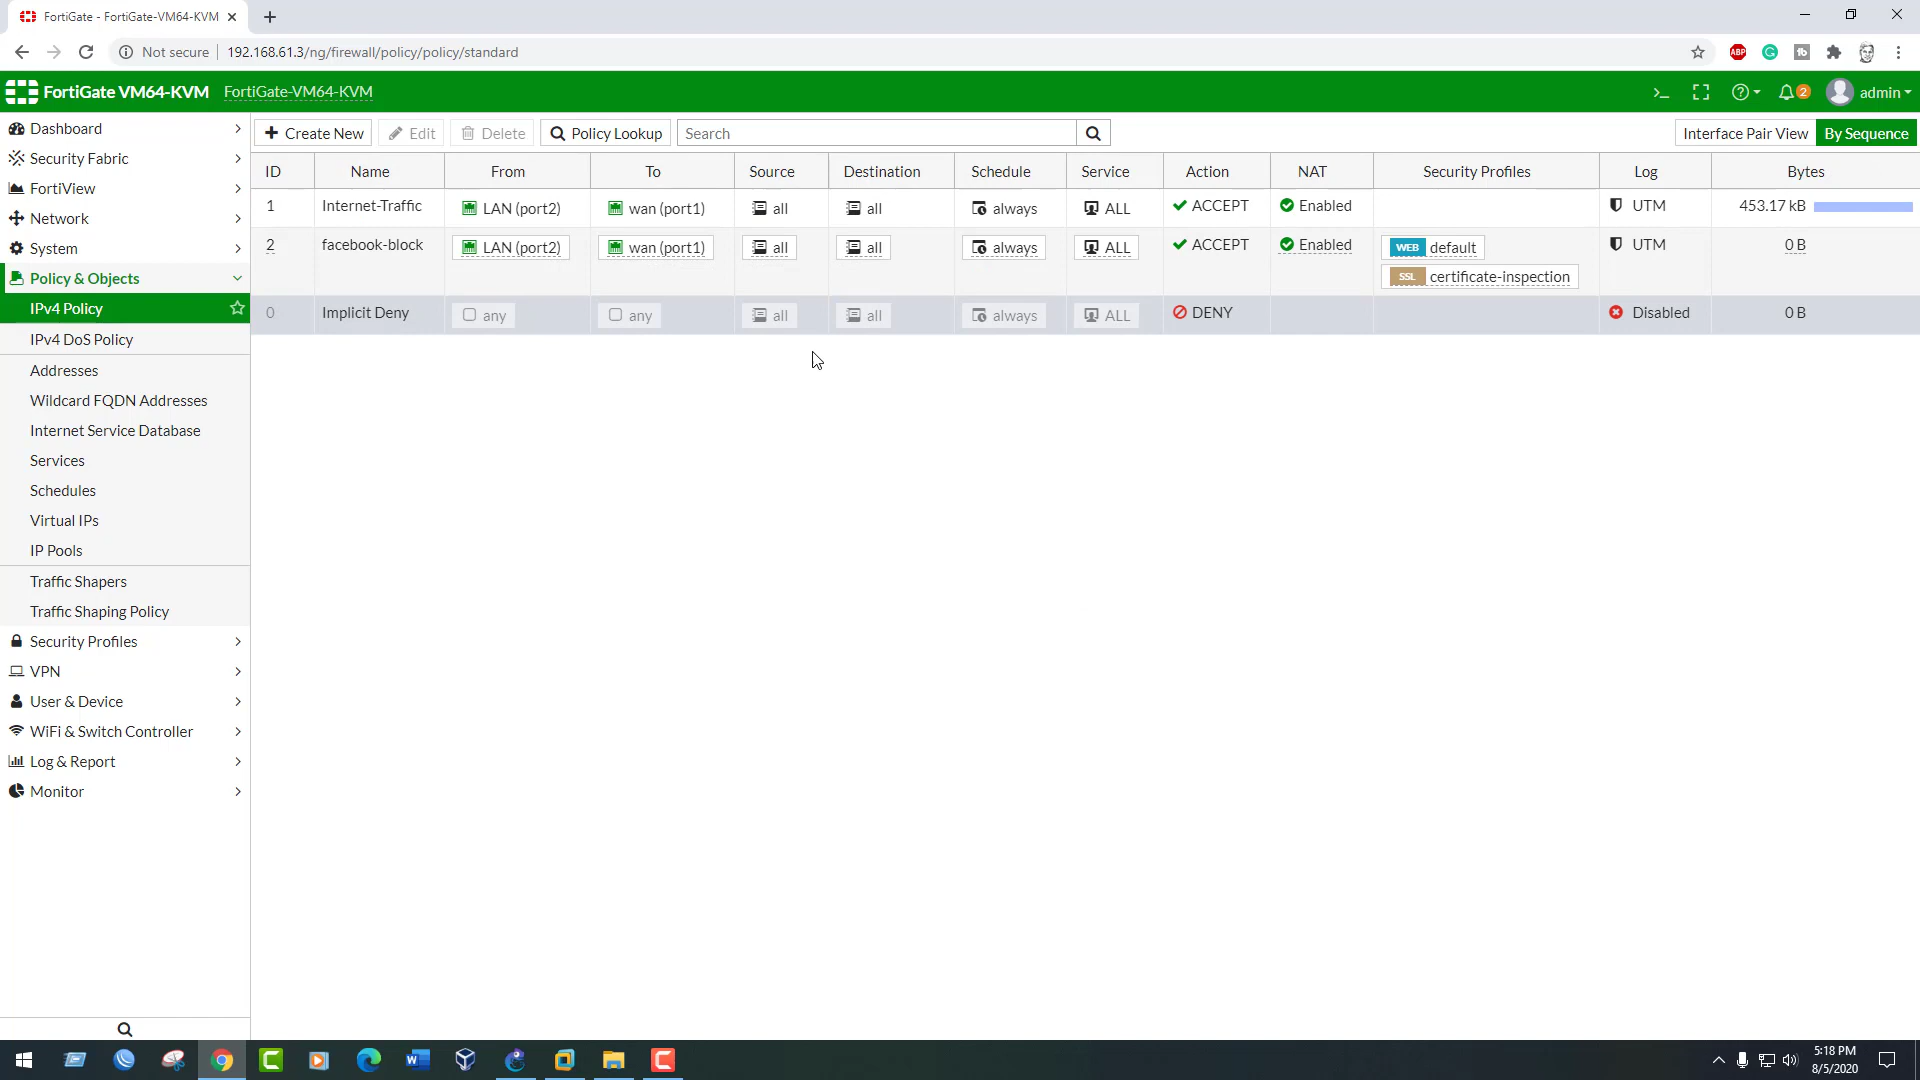 FortiGate - FortiGate-VM64-KVM
Not secure 192.168.61.3/ng/firewall/policy/policy/standard
ABP
FortiGate VM64-KVM FortiGate-VM64-KVM
2 admin
Dashboard
Security Fabric
FortiView
Network
System
Policy & Objects
IPv4 Policy
IPv4 DoS Policy
Addresses
Wildcard FQDN Addresses
Internet Service Database
Services
Schedules
Virtual IPs
IP Pools
Traffic Shapers
Traffic Shaping Policy
Security Profiles
VPN
User & Device
WiFi & Switch Controller
Log & Report
Monitor
Create New Edit Delete Policy Lookup Search Interface Pair View By Sequence
ID Name From To Source Destination Schedule Service Action NAT Security Profiles Log Bytes
1 Internet-Traffic LAN (port2) wan (port1) all all always ALL ACCEPT Enabled UTM 453.17 kB
2 facebook-block LAN (port2) wan (port1) all all always ALL ACCEPT Enabled WEB default UTM 0 B
SSL certificate-inspection
0 Implicit Deny any any all all always ALL DENY Disabled 0 B
5:18 PM
8/5/2020